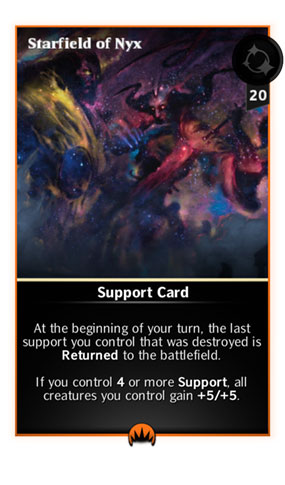 Starfield of Nyx
20
Support Card
At the beginning of your turn, the last
support you control that was destroyed is
Returned to the battlefield.
If you control 4 or more Support, all
creatures you control gain +5/+5.